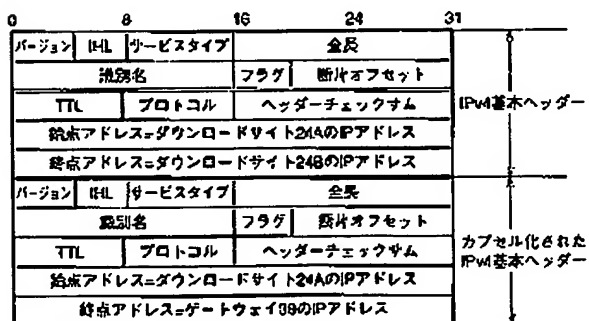 0 8 16 24 31
バージョン IHL サービスタイプ 全長
識別名 フラグ 断片オフセット
TTL プロトコル ヘッダーチェックサム
始点アドレス=ダウンロードサイト24AのIPアドレス
終点アドレス=ダウンロードサイト24BのIPアドレス
IPv4基本ヘッダー
バージョン IHL サービスタイプ 全長
識別名 フラグ 断片オフセット
TTL プロトコル ヘッダーチェックサム
始点アドレス=ダウンロードサイト24AのIPアドレス
終点アドレス=ゲートウェイ38のIPアドレス
カプセル化された
IPv4基本ヘッダー